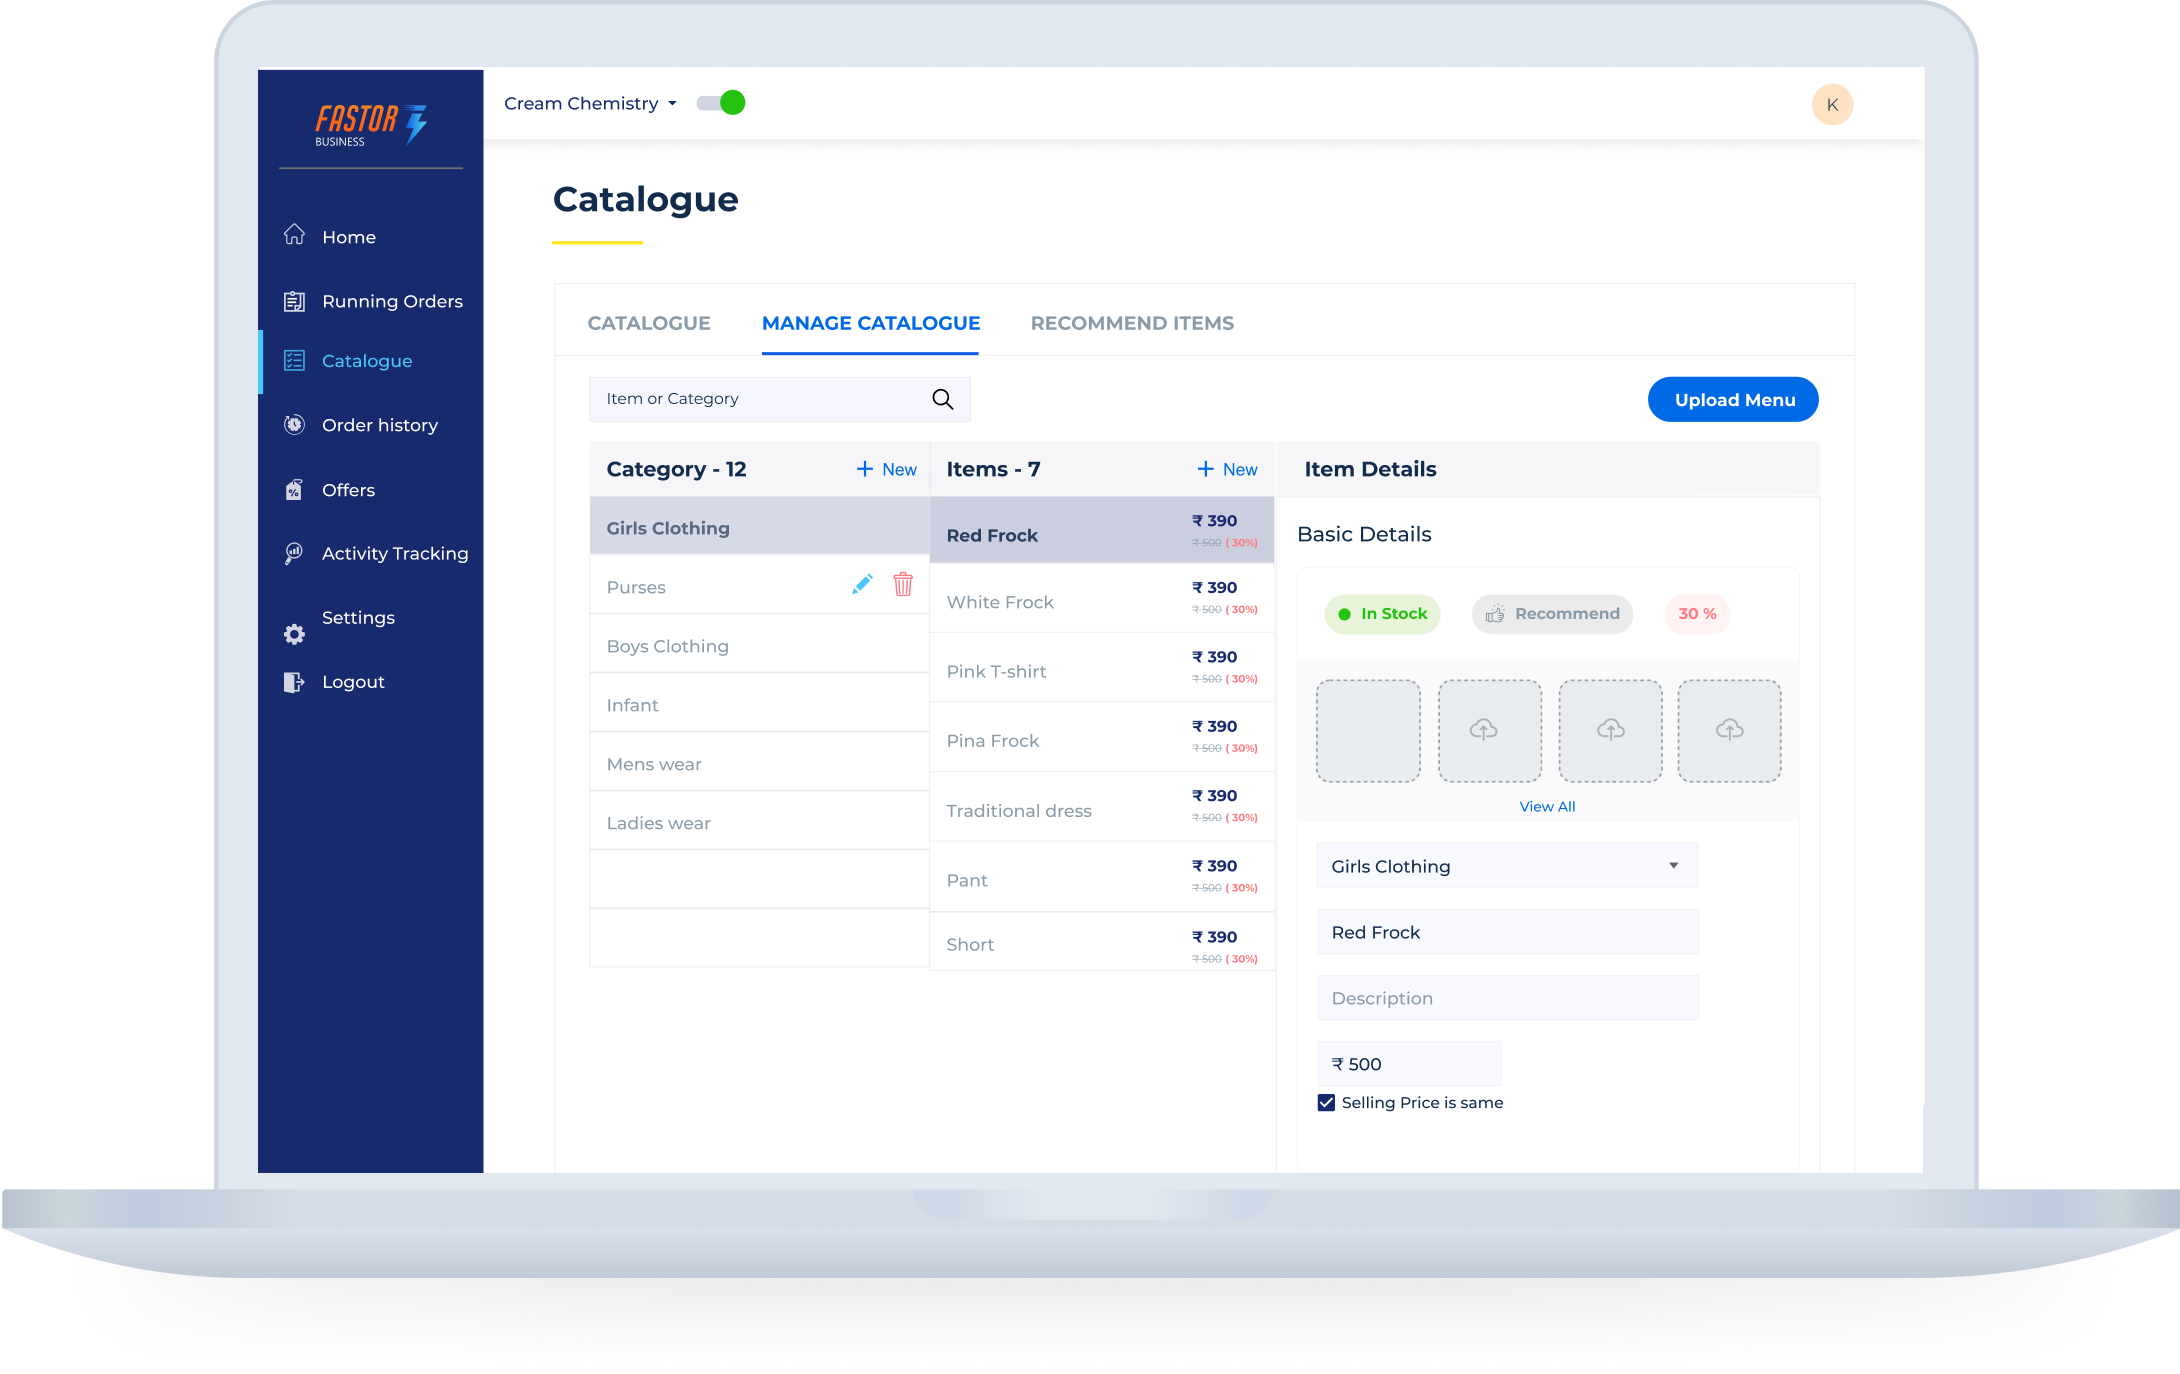 FASTOR
BUSINESS
Cream Chemistry
K
Home
Running Orders
Catalogue
Order history
Offers
Activity Tracking
Settings
Logout
Catalogue
CATALOGUE MANAGE CATALOGUE RECOMMEND ITEMS
Item or Category
Upload Menu
Category - 12 + New
Girls Clothing
Purses
Boys Clothing
Infant
Mens wear
Ladies wear
Items - 7 + New
Red Frock ₹ 390
₹ 500 ( 30%)
White Frock ₹ 390
₹ 500 ( 30%)
Pink T-shirt ₹ 390
₹ 500 ( 30%)
Pina Frock ₹ 390
₹ 500 ( 30%)
Traditional dress ₹ 390
₹ 500 ( 30%)
Pant ₹ 390
₹ 500 ( 30%)
Short ₹ 390
₹ 500 ( 30%)
Item Details
Basic Details
In Stock Recommend 30 %
View All
Girls Clothing
Red Frock
Description
₹ 500
Selling Price is same